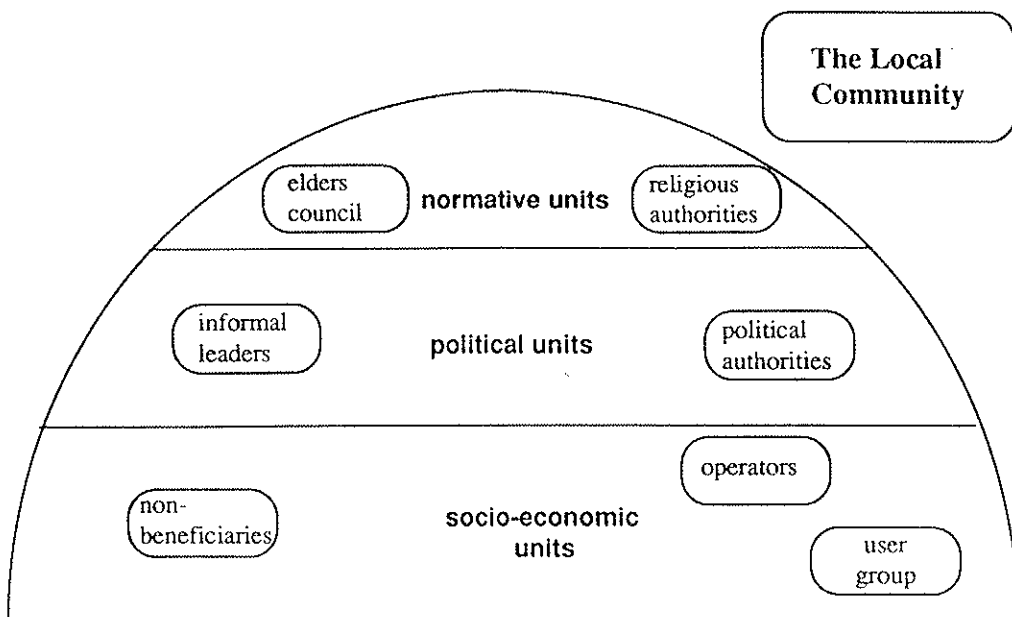 The Local
Community
elders
council
normative units
religious
authorities
informal
leaders
political units
political
authorities
operators
non-
beneficiaries
socio-economic
units
user
group